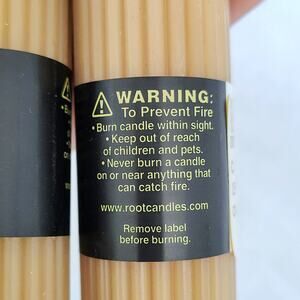 WARNING:
To Prevent Fire
• Burn candle within sight.
• Keep out of reach
of children and pets.
• Never burn a candle
on or near anything that
can catch fire.
www.rootcandles.com
Remove label
before burning.